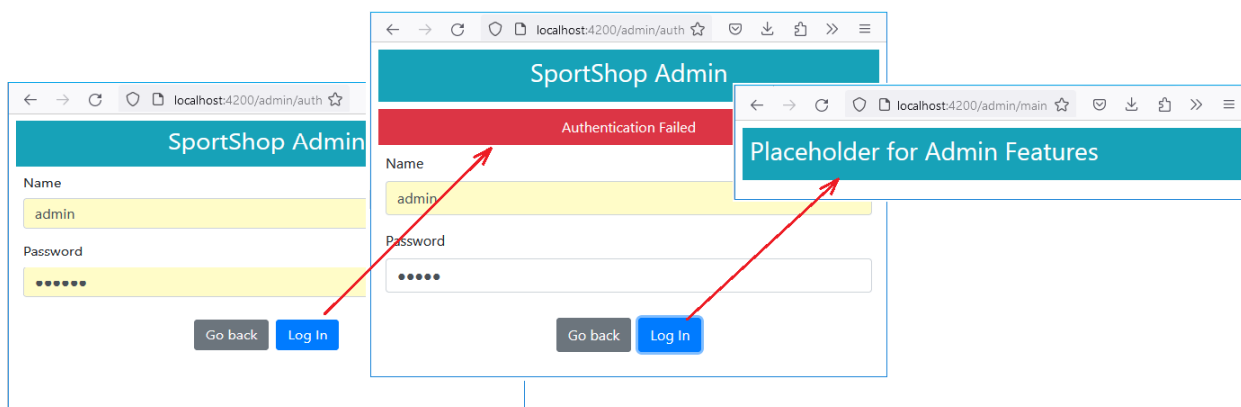 localhost:4200/admin/auth
SportShop Admin
Name
admin
Password
●●●●●●
Go back
Log In
localhost:4200/admin/auth
SportShop Admin
Authentication Failed
Name
admin
Password
●●●●●
Go back
Log In
localhost:4200/admin/main
Placeholder for Admin Features